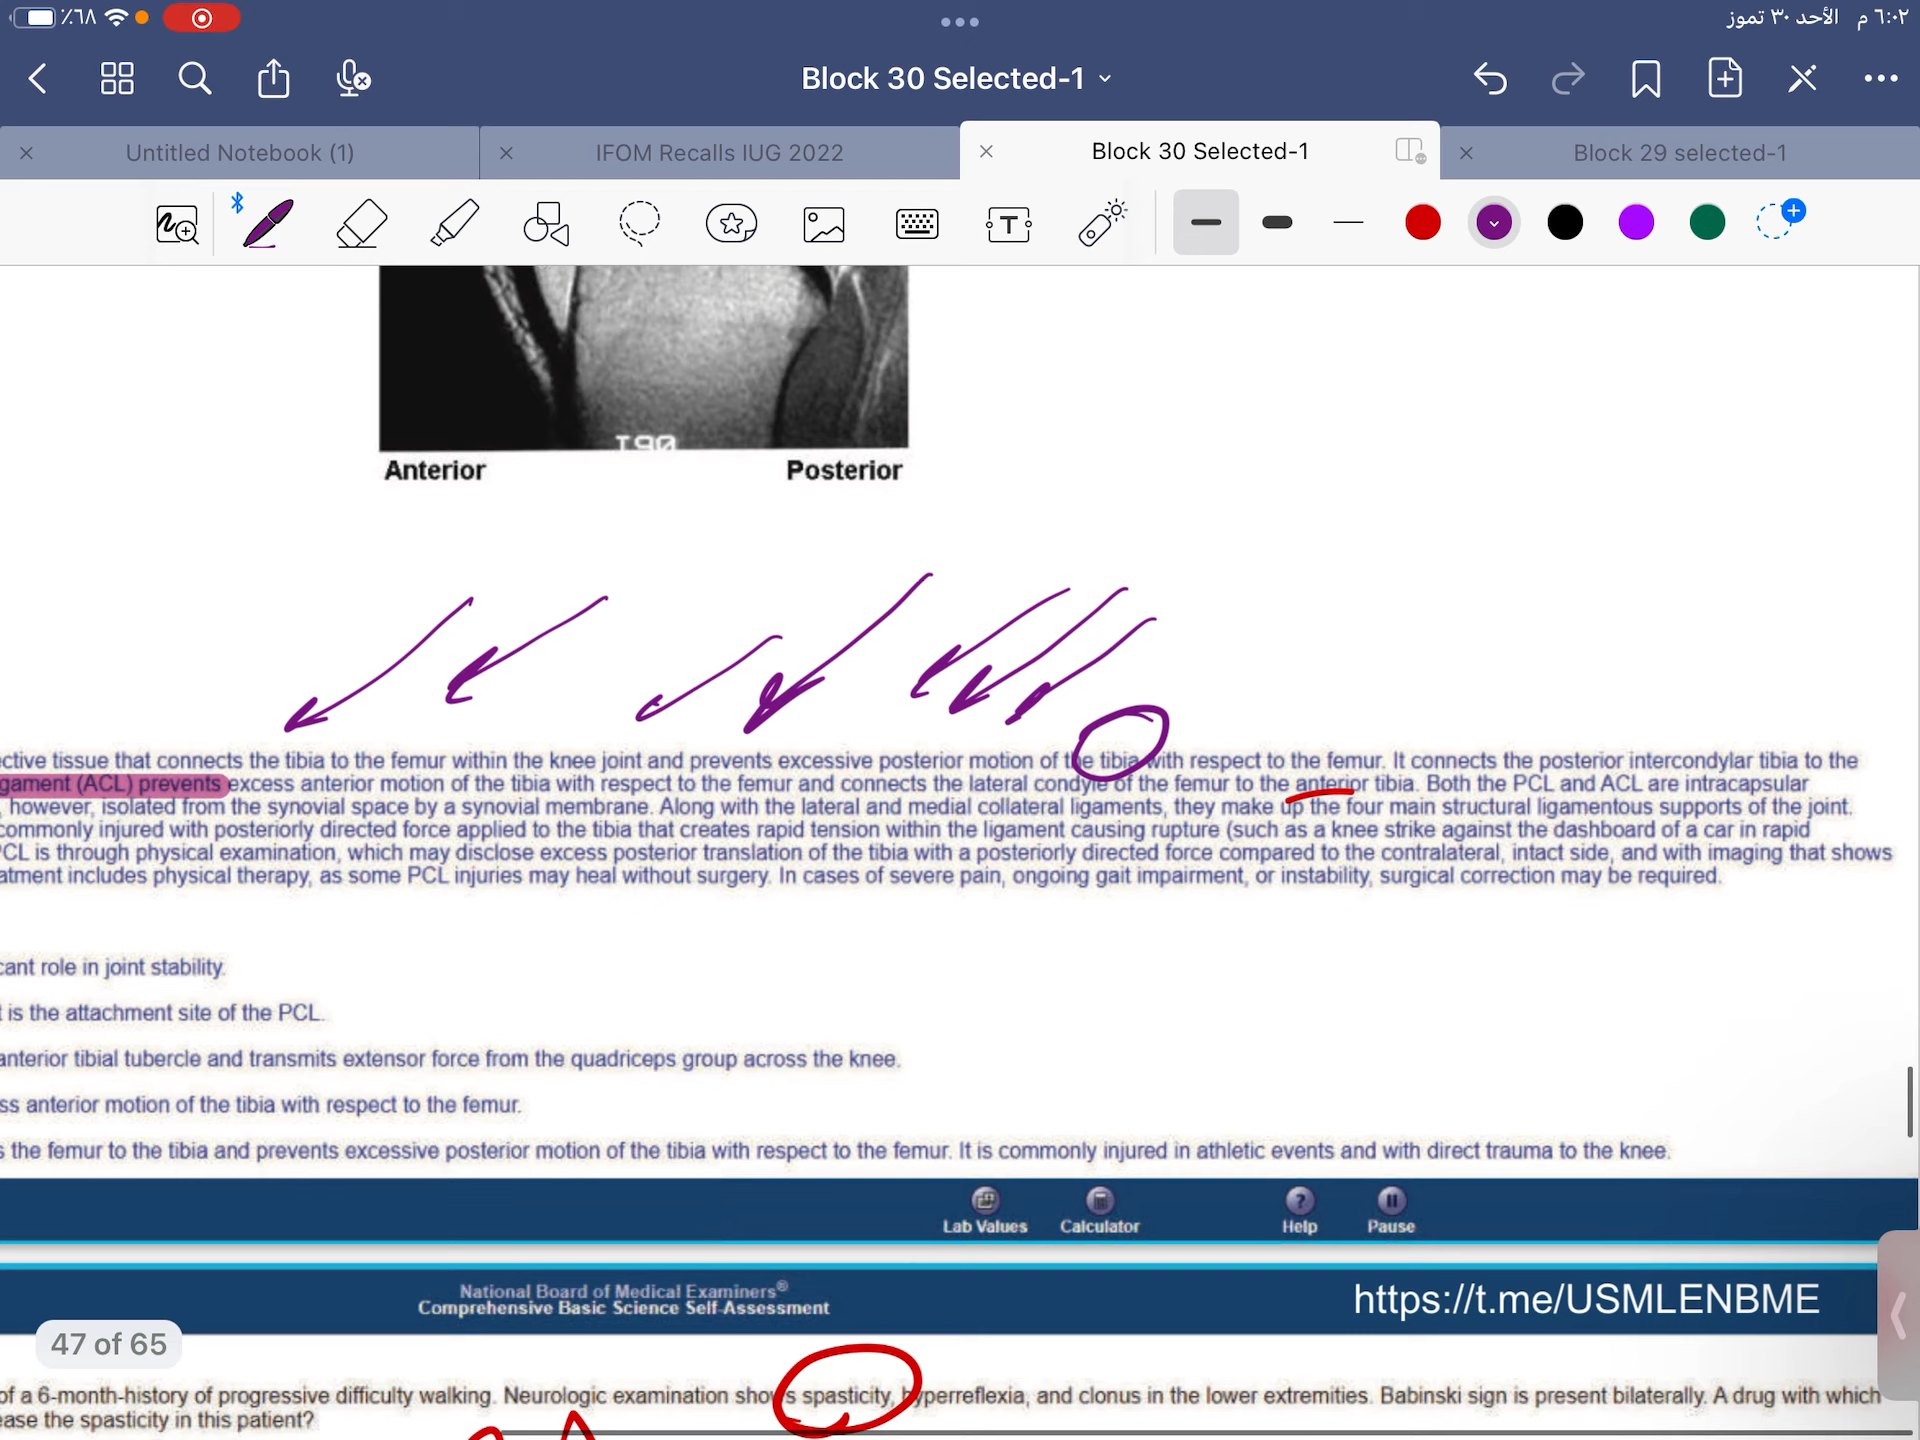 ٪٦٨
٦:٠٢ م الأحد ٣٠ تموز
Block 30 Selected-1
Untitled Notebook (1)
IFOM Recalls IUG 2022
Block 30 Selected-1
Block 29 selected-1
T
I90
Anterior Posterior
ctive tissue that connects the tibia to the femur within the knee joint and prevents excessive posterior motion of the tibia with respect to the femur. It connects the posterior intercondylar tibia to the
gament (ACL) prevents excess anterior motion of the tibia with respect to the femur and connects the lateral condyle of the femur to the anterior tibia. Both the PCL and ACL are intracapsular
, however, isolated from the synovial space by a synovial membrane. Along with the lateral and medial collateral ligaments, they make up the four main structural ligamentous supports of the joint.
commonly injured with posteriorly directed force applied to the tibia that creates rapid tension within the ligament causing rupture (such as a knee strike against the dashboard of a car in rapid
CL is through physical examination, which may disclose excess posterior translation of the tibia with a posteriorly directed force compared to the contralateral, intact side, and with imaging that shows
atment includes physical therapy, as some PCL injuries may heal without surgery. In cases of severe pain, ongoing gait impairment, or instability, surgical correction may be required.
cant role in joint stability.
t is the attachment site of the PCL.
anterior tibial tubercle and transmits extensor force from the quadriceps group across the knee.
ss anterior motion of the tibia with respect to the femur.
s the femur to the tibia and prevents excessive posterior motion of the tibia with respect to the femur. It is commonly injured in athletic events and with direct trauma to the knee.
Lab Values Calculator Help Pause
National Board of Medical Examiners®
Comprehensive Basic Science Self-Assessment
https://t.me/USMLENBME
47 of 65
of a 6-month-history of progressive difficulty walking. Neurologic examination shows spasticity, hyperreflexia, and clonus in the lower extremities. Babinski sign is present bilaterally. A drug with which
ease the spasticity in this patient?